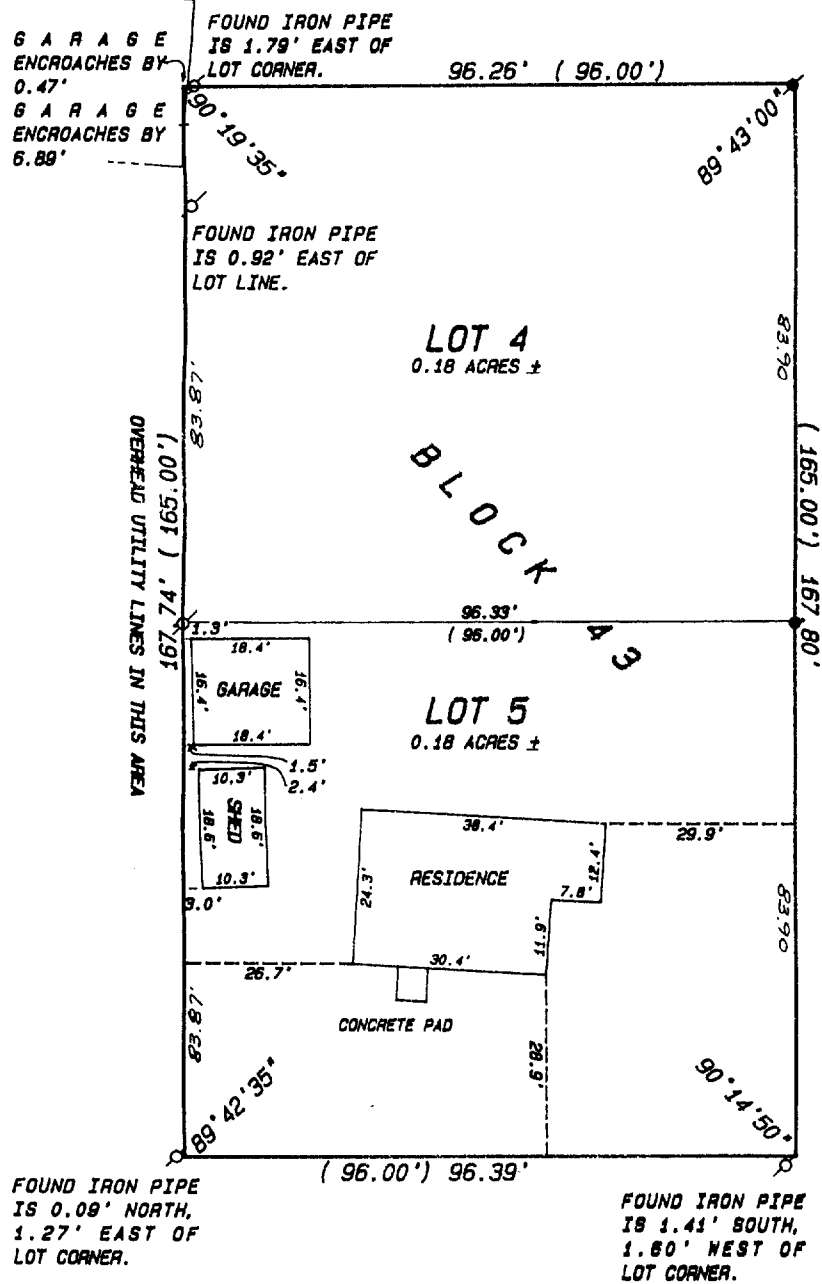 G A R A G E
ENCROACHES BY
0.47'
G A R A G E
ENCROACHES BY
6.89'
FOUND IRON PIPE
IS 1.79' EAST OF
LOT CORNER.
96.26' ( 96.00')
90°19'35"
89°43'00"
FOUND IRON PIPE
IS 0.92' EAST OF
LOT LINE.
LOT 4
0.18 ACRES ±
83.87'
83.90
OVERHEAD UTILITY LINES IN THIS AREA
167.74' ( 165.00')
( 165.00') 167.80'
BLOCK 43
96.33'
( 96.00')
1.3'
18.4'
16.4'
GARAGE
16.4'
18.4'
LOT 5
0.18 ACRES ±
1.5'
2.4'
10.3'
18.6'
SHED
18.6'
10.3'
3.0'
38.4'
29.9'
24.3'
RESIDENCE
12.4'
7.8'
11.9'
30.4'
26.7'
CONCRETE PAD
28.9'
83.87'
83.90
89°42'35"
90°14'50"
( 96.00') 96.39'
FOUND IRON PIPE
IS 0.09' NORTH,
1.27' EAST OF
LOT CORNER.
FOUND IRON PIPE
IS 1.41' SOUTH,
1.60' WEST OF
LOT CORNER.